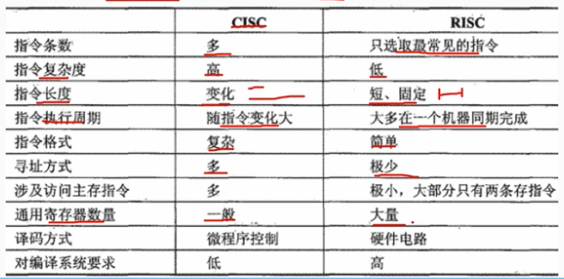 CISC RISC
指令条数 多 只选取最常见的指令
指令复杂度 高 低
指令长度 变化 短、固定
指令执行周期 随指令变化大 大多在一个机器同期完成
指令格式 复杂 简单
寻址方式 多 极少
涉及访问主存指令 多 极小，大部分只有两条存指令
通用寄存器数量 一般 大量
译码方式 微程序控制 硬件电路
对编译系统要求 低 高